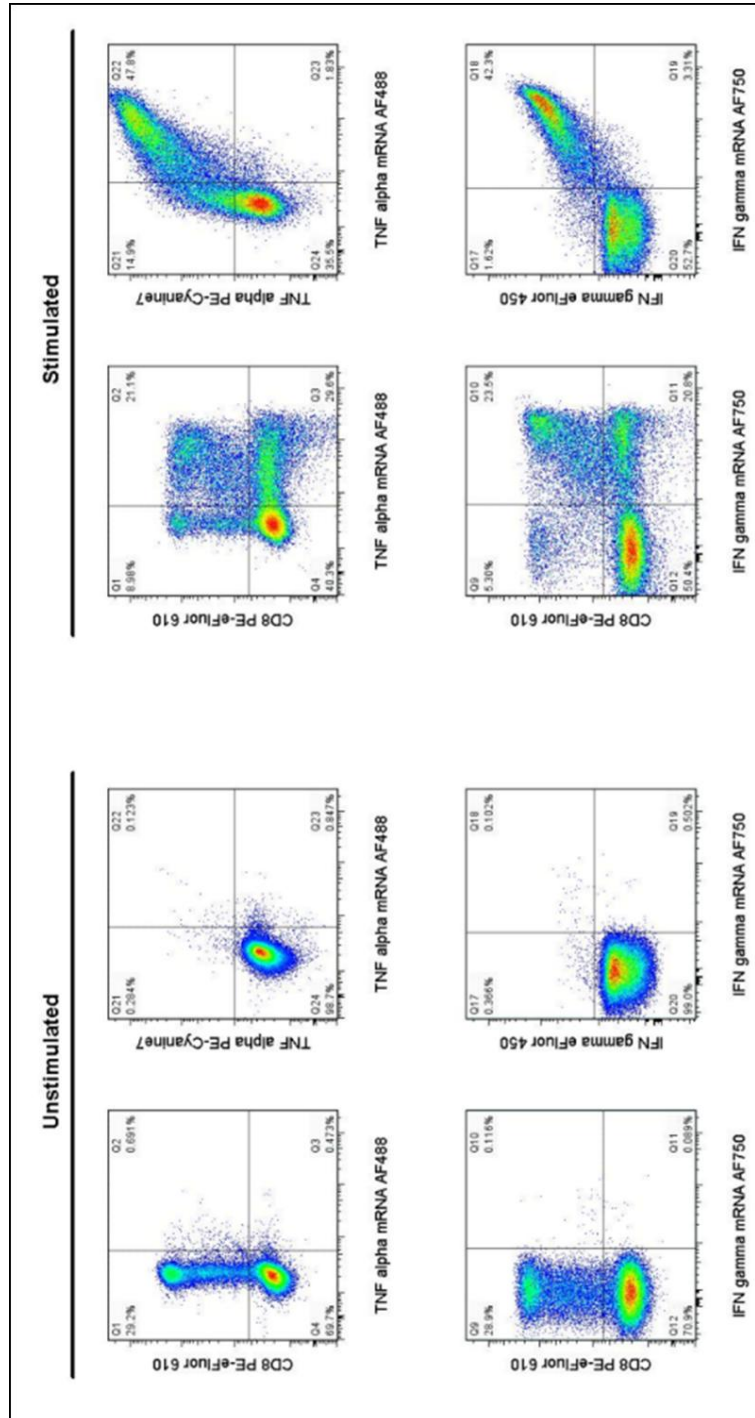 Unstimulated
Stimulated
Q1
29.2%
Q2
0.691%
Q3
0.473%
Q4
69.7%
CD8 PE-eFluor 610
TNF alpha mRNA AF488
Q21
0.284%
Q22
0.123%
Q23
0.847%
Q24
98.7%
TNF alpha PE-Cyanine7
TNF alpha mRNA AF488
Q1
8.98%
Q2
21.1%
Q3
29.6%
Q4
40.3%
CD8 PE-eFluor 610
TNF alpha mRNA AF488
Q21
14.9%
Q22
47.8%
Q23
1.83%
Q24
35.5%
TNF alpha PE-Cyanine7
TNF alpha mRNA AF488
Q9
28.9%
Q10
0.116%
Q11
0.089%
Q12
70.9%
CD8 PE-eFluor 610
IFN gamma mRNA AF750
Q17
0.366%
Q18
0.102%
Q19
0.502%
Q20
99.0%
IFN gamma eFluor 450
IFN gamma mRNA AF750
Q9
5.30%
Q10
23.5%
Q11
20.8%
Q12
50.4%
CD8 PE-eFluor 610
IFN gamma mRNA AF750
Q17
1.62%
Q18
42.3%
Q19
3.31%
Q20
52.7%
IFN gamma eFluor 450
IFN gamma mRNA AF750